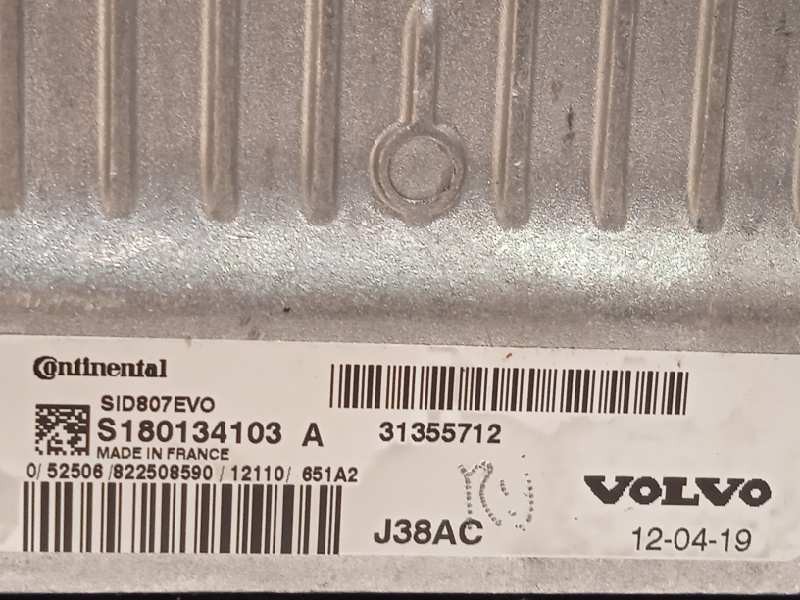 Continental
SID807EVO
S180134103 A
31355712
MADE IN FRANCE
0/ 52506 /822508590 / 12110/ 651A2
VOLVO
J38AC
12-04-19